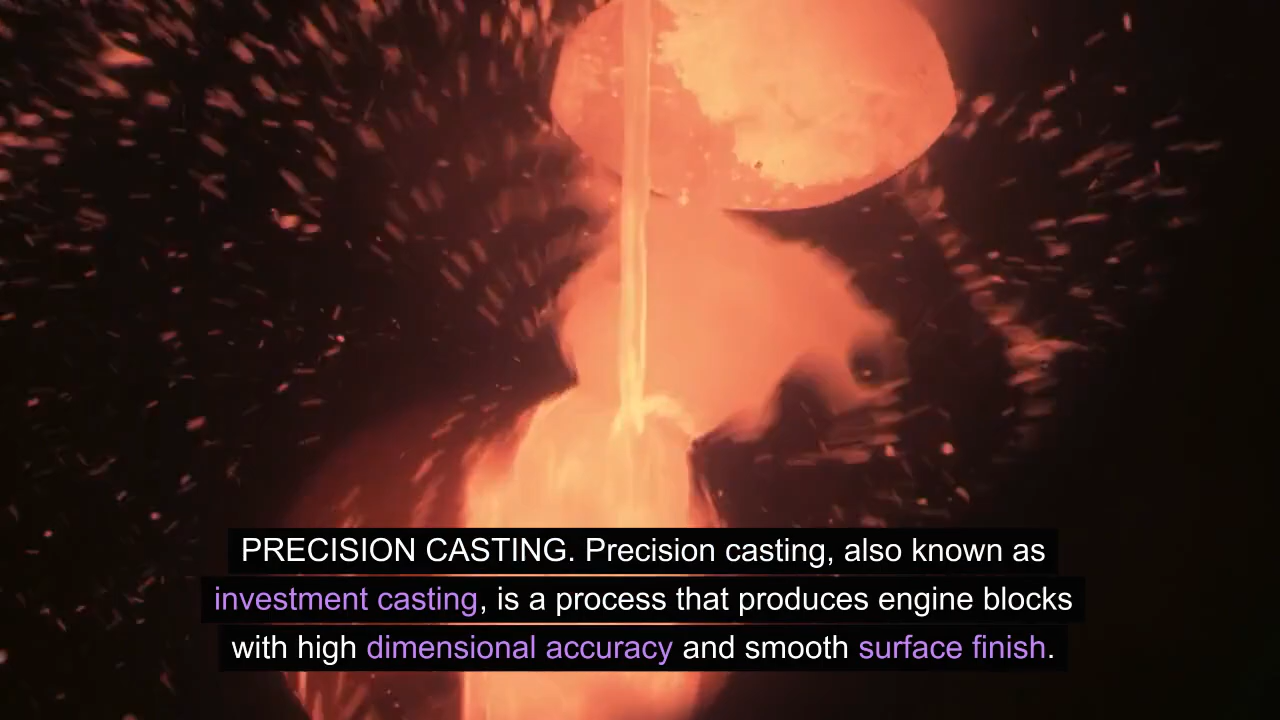 PRECISION CASTING. Precision casting, also known as
investment casting, is a process that produces engine blocks
with high dimensional accuracy and smooth surface finish.